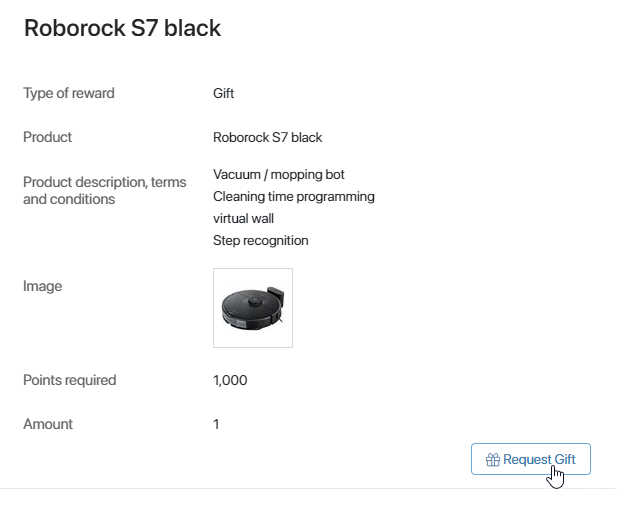 Roborock S7 black
Type of reward
Gift
Product
Roborock S7 black
Product description, terms
and conditions
Vacuum / mopping bot
Cleaning time programming
virtual wall
Step recognition
Image
Points required
1,000
Amount
1
Request Gift